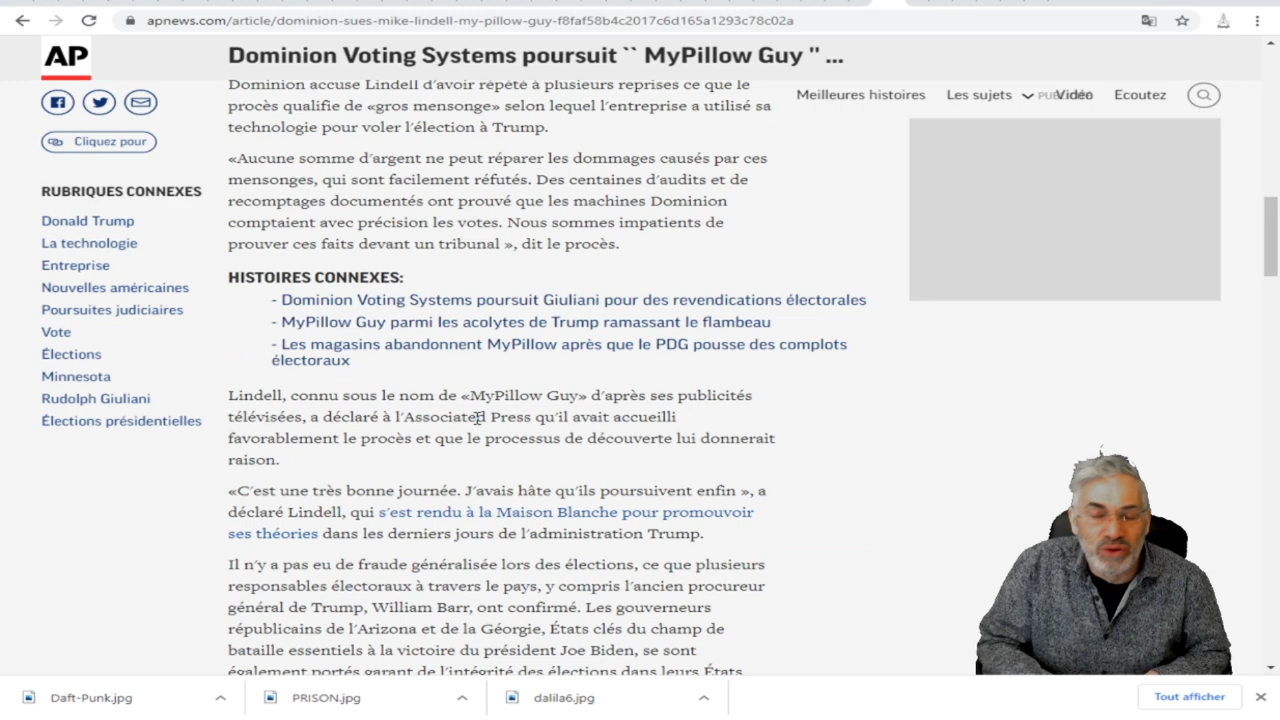 apnews.com/article/dominion-sues-mike-lindell-my-pillow-guy-f8faf58b4c2017c6d165a1293c78c02a
AP
Dominion Voting Systems poursuit `` MyPillow Guy '' ...
Meilleures histoires
Les sujets
Vidéo
Ecoutez
Cliquez pour
RUBRIQUES CONNEXES
Donald Trump
La technologie
Entreprise
Nouvelles américaines
Poursuites judiciaires
Vote
Élections
Minnesota
Rudolph Giuliani
Élections présidentielles
Dominion accuse Lindell d'avoir répété à plusieurs reprises ce que le
procès qualifie de «gros mensonge» selon lequel l'entreprise a utilisé sa
technologie pour voler l'élection à Trump.
«Aucune somme d'argent ne peut réparer les dommages causés par ces
mensonges, qui sont facilement réfutés. Des centaines d'audits et de
recomptages documentés ont prouvé que les machines Dominion
comptaient avec précision les votes. Nous sommes impatients de
prouver ces faits devant un tribunal », dit le procès.
HISTOIRES CONNEXES:
- Dominion Voting Systems poursuit Giuliani pour des revendications électorales
- MyPillow Guy parmi les acolytes de Trump ramassant le flambeau
- Les magasins abandonnent MyPillow après que le PDG pousse des complots
électoraux
Lindell, connu sous le nom de «MyPillow Guy» d'après ses publicités
télévisées, a déclaré à l'Associated Press qu'il avait accueilli
favorablement le procès et que le processus de découverte lui donnerait
raison.
«C'est une très bonne journée. J'avais hâte qu'ils poursuivent enfin », a
déclaré Lindell, qui s'est rendu à la Maison Blanche pour promouvoir
ses théories dans les derniers jours de l'administration Trump.
Il n'y a pas eu de fraude généralisée lors des élections, ce que plusieurs
responsables électoraux à travers le pays, y compris l'ancien procureur
général de Trump, William Barr, ont confirmé. Les gouverneurs
républicains de l'Arizona et de la Géorgie, États clés du champ de
bataille essentiels à la victoire du président Joe Biden, se sont
également portés garant de l'intégrité des élections dans leurs États.
Daft-Punk.jpg
PRISON.jpg
dalila6.jpg
Tout afficher